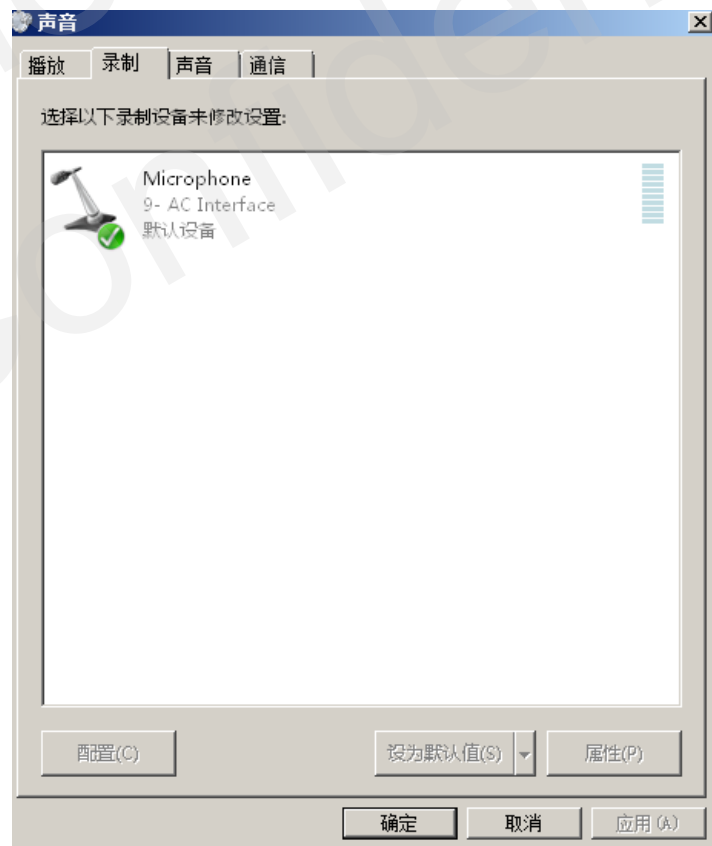 声音
播放 录制 声音 通信
选择以下录制设备来修改设置:
Microphone
9- AC Interface
默认设备
配置(C) 设为默认值(S) 属性(P)
确定 取消 应用(A)